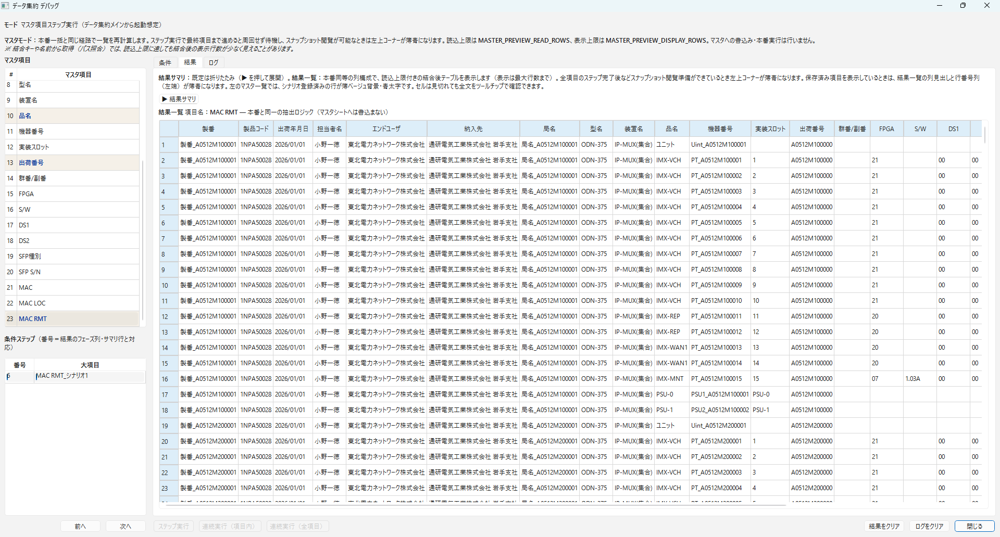 データ集約 デバッグ
モード マスタ項目ステップ実行（データ集約メインから起動想定）
マスタモード：本番一括と同じ経路で一覧を再計算します。ステップ実行で最終項目まで進めると周回せず待機し、スナップショット閲覧が可能なときは左上コーナーが薄青になります。読込上限は MASTER_PREVIEW_READ_ROWS、表示上限は MASTER_PREVIEW_DISPLAY_ROWS。マスタへの書込み・本番実行は行いません。
※ 結合キーや名前から取得（パス照合）では、読込上限に達しても結合後の表示行数が少なく見えることがあります。
マスタ項目
# マスタ項目
8 型名
9 装置名
10 品名
11 機器番号
12 実装スロット
13 出荷番号
14 群番/副番
15 FPGA
16 S/W
17 DS1
18 DS2
19 SFP種別
20 SFP S/N
21 MAC
22 MAC LOC
23 MAC RMT
条件ステップ（番号＝結果のフェーズ列・サマリ行と対
応）
番号 大項目
6 MAC RMT_シナリオ1
前へ 次へ
条件 結果 ログ
結果サマリ：既定は折りたたみ（▶ を押して展開）。結果一覧：本番同等の列構成で、読込上限付きの結合後テーブルを表示します（表示は最大行数まで）。全項目のステップ完了後などスナップショット閲覧準備ができているとき左上コーナーが薄青になります。保存済み項目を表示しているときは、結果一覧の列見出しと行番号列
（左端）が薄青になります。左のマスタ一覧では、シナリオ登録済みの行が薄ベージュ背景・青太字です。セルは見切れても全文をツールチップで確認できます。
▶ 結果サマリ
結果一覧 項目名：MAC RMT — 本番と同一の抽出ロジック（マスタシートへは書込まない）
製番 製品コード 出荷年月日 担当者名 エンドユーザ 納入先 局名 型名 装置名 品名 機器番号 実装スロット 出荷番号 群番/副番 FPGA S/W DS1
1 製番_A0512M100001 1NPA50028 2026/01/01 小野一徳 東北電力ネットワーク株式会社 通研電気工業株式会社 岩手支社 局名_A0512M100001 ODN-375 IP-MUX(集合) ユニット Uint_A0512M100001 A0512M100000
2 製番_A0512M100001 1NPA50028 2026/01/01 小野一徳 東北電力ネットワーク株式会社 通研電気工業株式会社 岩手支社 局名_A0512M100001 ODN-375 IP-MUX(集合) IMX-VCH PT_A0512M100001 1 A0512M100000 21 00 00
3 製番_A0512M100001 1NPA50028 2026/01/01 小野一徳 東北電力ネットワーク株式会社 通研電気工業株式会社 岩手支社 局名_A0512M100001 ODN-375 IP-MUX(集合) IMX-VCH PT_A0512M100002 2 A0512M100000 21 00 00
4 製番_A0512M100001 1NPA50028 2026/01/01 小野一徳 東北電力ネットワーク株式会社 通研電気工業株式会社 岩手支社 局名_A0512M100001 ODN-375 IP-MUX(集合) IMX-VCH PT_A0512M100003 3 A0512M100000 21 00 00
5 製番_A0512M100001 1NPA50028 2026/01/01 小野一徳 東北電力ネットワーク株式会社 通研電気工業株式会社 岩手支社 局名_A0512M100001 ODN-375 IP-MUX(集合) IMX-VCH PT_A0512M100004 4 A0512M100000 21 00 00
6 製番_A0512M100001 1NPA50028 2026/01/01 小野一徳 東北電力ネットワーク株式会社 通研電気工業株式会社 岩手支社 局名_A0512M100001 ODN-375 IP-MUX(集合) IMX-VCH PT_A0512M100005 5 A0512M100000 21 00 00
7 製番_A0512M100001 1NPA50028 2026/01/01 小野一徳 東北電力ネットワーク株式会社 通研電気工業株式会社 岩手支社 局名_A0512M100001 ODN-375 IP-MUX(集合) IMX-VCH PT_A0512M100006 6 A0512M100000 21 00 00
8 製番_A0512M100001 1NPA50028 2026/01/01 小野一徳 東北電力ネットワーク株式会社 通研電気工業株式会社 岩手支社 局名_A0512M100001 ODN-375 IP-MUX(集合) IMX-VCH PT_A0512M100007 7 A0512M100000 21 00 00
9 製番_A0512M100001 1NPA50028 2026/01/01 小野一徳 東北電力ネットワーク株式会社 通研電気工業株式会社 岩手支社 局名_A0512M100001 ODN-375 IP-MUX(集合) IMX-VCH PT_A0512M100008 8 A0512M100000 21 00 00
10 製番_A0512M100001 1NPA50028 2026/01/01 小野一徳 東北電力ネットワーク株式会社 通研電気工業株式会社 岩手支社 局名_A0512M100001 ODN-375 IP-MUX(集合) IMX-VCH PT_A0512M100009 9 A0512M100000 21 00 00
11 製番_A0512M100001 1NPA50028 2026/01/01 小野一徳 東北電力ネットワーク株式会社 通研電気工業株式会社 岩手支社 局名_A0512M100001 ODN-375 IP-MUX(集合) IMX-VCH PT_A0512M100010 10 A0512M100000 21 00 00
12 製番_A0512M100001 1NPA50028 2026/01/01 小野一徳 東北電力ネットワーク株式会社 通研電気工業株式会社 岩手支社 局名_A0512M100001 ODN-375 IP-MUX(集合) IMX-REP PT_A0512M100011 11 A0512M100000 20 00 00
13 製番_A0512M100001 1NPA50028 2026/01/01 小野一徳 東北電力ネットワーク株式会社 通研電気工業株式会社 岩手支社 局名_A0512M100001 ODN-375 IP-MUX(集合) IMX-REP PT_A0512M100012 12 A0512M100000 20 00 00
14 製番_A0512M100001 1NPA50028 2026/01/01 小野一徳 東北電力ネットワーク株式会社 通研電気工業株式会社 岩手支社 局名_A0512M100001 ODN-375 IP-MUX(集合) IMX-WAN1 PT_A0512M100013 13 A0512M100000 20 00 00
15 製番_A0512M100001 1NPA50028 2026/01/01 小野一徳 東北電力ネットワーク株式会社 通研電気工業株式会社 岩手支社 局名_A0512M100001 ODN-375 IP-MUX(集合) IMX-WAN1 PT_A0512M100014 14 A0512M100000 20 00 00
16 製番_A0512M100001 1NPA50028 2026/01/01 小野一徳 東北電力ネットワーク株式会社 通研電気工業株式会社 岩手支社 局名_A0512M100001 ODN-375 IP-MUX(集合) IMX-MNT PT_A0512M100015 15 A0512M100000 07 1.03A 00 00
17 製番_A0512M100001 1NPA50028 2026/01/01 小野一徳 東北電力ネットワーク株式会社 通研電気工業株式会社 岩手支社 局名_A0512M100001 ODN-375 IP-MUX(集合) PSU-0 PSU1_A0512M100001 PSU-0 A0512M100000
18 製番_A0512M100001 1NPA50028 2026/01/01 小野一徳 東北電力ネットワーク株式会社 通研電気工業株式会社 岩手支社 局名_A0512M100001 ODN-375 IP-MUX(集合) PSU-1 PSU2_A0512M100002 PSU-1 A0512M100000
19 製番_A0512M200001 1NPA50028 2026/01/01 小野一徳 東北電力ネットワーク株式会社 通研電気工業株式会社 岩手支社 局名_A0512M200001 ODN-375 IP-MUX(集合) ユニット Uint_A0512M200001 A0512M200000
20 製番_A0512M200001 1NPA50028 2026/01/01 小野一徳 東北電力ネットワーク株式会社 通研電気工業株式会社 岩手支社 局名_A0512M200001 ODN-375 IP-MUX(集合) IMX-VCH PT_A0512M200001 1 A0512M200000 21 00 00
21 製番_A0512M200001 1NPA50028 2026/01/01 小野一徳 東北電力ネットワーク株式会社 通研電気工業株式会社 岩手支社 局名_A0512M200001 ODN-375 IP-MUX(集合) IMX-VCH PT_A0512M200002 2 A0512M200000 21 00 00
22 製番_A0512M200001 1NPA50028 2026/01/01 小野一徳 東北電力ネットワーク株式会社 通研電気工業株式会社 岩手支社 局名_A0512M200001 ODN-375 IP-MUX(集合) IMX-VCH PT_A0512M200003 3 A0512M200000 21 00 00
23 製番_A0512M200001 1NPA50028 2026/01/01 小野一徳 東北電力ネットワーク株式会社 通研電気工業株式会社 岩手支社 局名_A0512M200001 ODN-375 IP-MUX(集合) IMX-VCH PT_A0512M200004 4 A0512M200000 21 00 00
ステップ実行 連続実行（項目内） 連続実行（全項目） 結果をクリア ログをクリア 閉じる